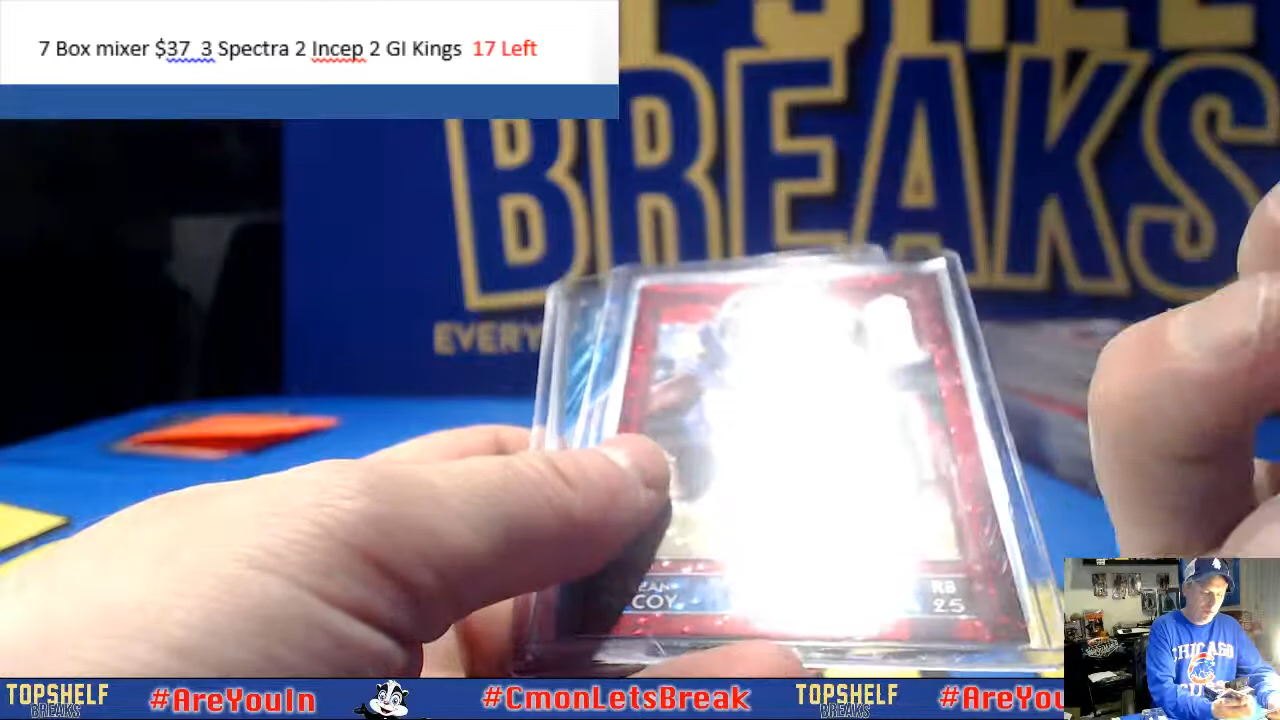 7 Box mixer $37 3 Spectra 2 Incep 2 GI Kings 17 Left
BREAKS
EVERY
COY
RB
25
CHICAGO
TOPSHELF BREAKS #AreYouIn #CmonLetsBreak TOPSHELF BREAKS #AreYou